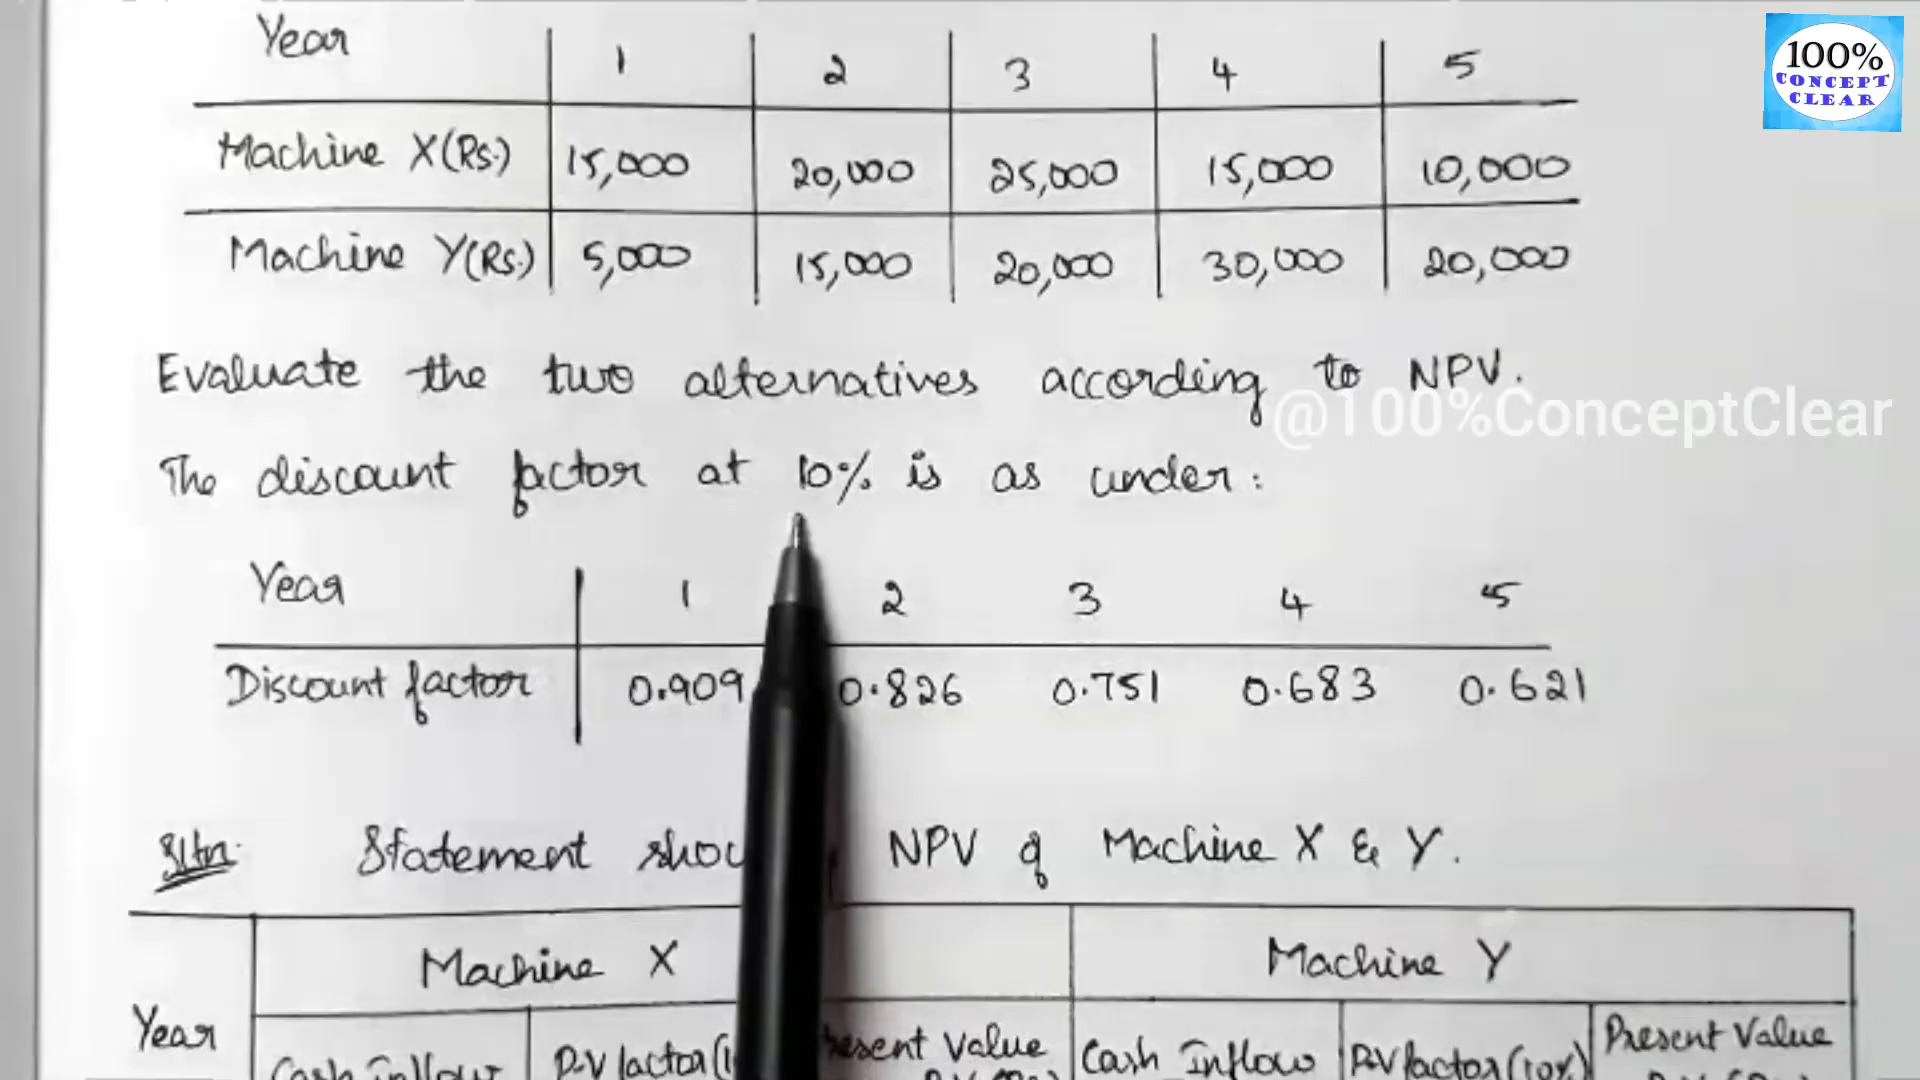 Year 1 2 3 4 5
100%
CONCEPT
CLEAR
Machine X(Rs.) 15,000 20,000 25,000 15,000 10,000
Machine Y(Rs.) 5,000 15,000 20,000 30,000 20,000
Evaluate the two alternatives according to NPV.
@100%ConceptClear
The discount factor at 10% is as under:
Year 1 2 3 4 5
Discount factor 0.909 0.826 0.751 0.683 0.621
Sltn. Statement NPV of Machine X & Y.
Machine X Machine Y
Year Cash Inflow P.V factor Value Cash Inflow P.V factor(10%) Present Value